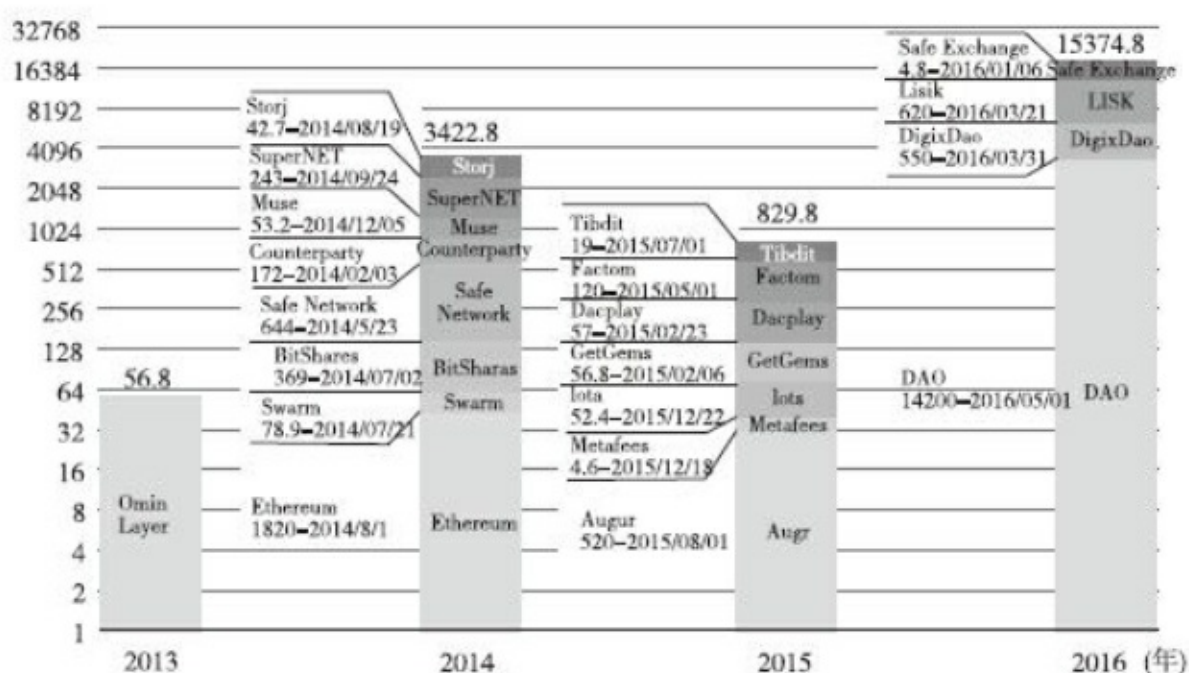 32768
16384
8192
4096
2048
1024
512
256
128
64
32
16
8
4
2
1
56.8
Omin
Layer
2013
Storj
42.7-2014/08/19
SuperNET
243-2014/09/24
Muse
53.2-2014/12/05
Counterparty
172-2014/02/03
Safe Network
644-2014/5/23
BitShares
369-2014/07/02
Swarm
78.9-2014/07/21
Ethereum
1820-2014/8/1
3422.8
Storj
SuperNET
Muse
Counterparty
Safe
Network
BitSharas
Swarm
Ethereum
2014
Tibdit
19-2015/07/01
Factom
120-2015/05/01
Dacplay
57-2015/02/23
GetGems
56.8-2015/02/06
Iota
52.4-2015/12/22
Metafees
4.6-2015/12/18
Augur
520-2015/08/01
829.8
Tibdit
Factom
Dacplay
GetGems
Iots
Metafees
Augr
2015
Safe Exchange
4.8-2016/01/06
Lisik
620-2016/03/21
DigixDao
550-2016/03/31
DAO
14200-2016/05/01
15374.8
Safe Exchange
LISK
DigixDao
DAO
2016 (年)